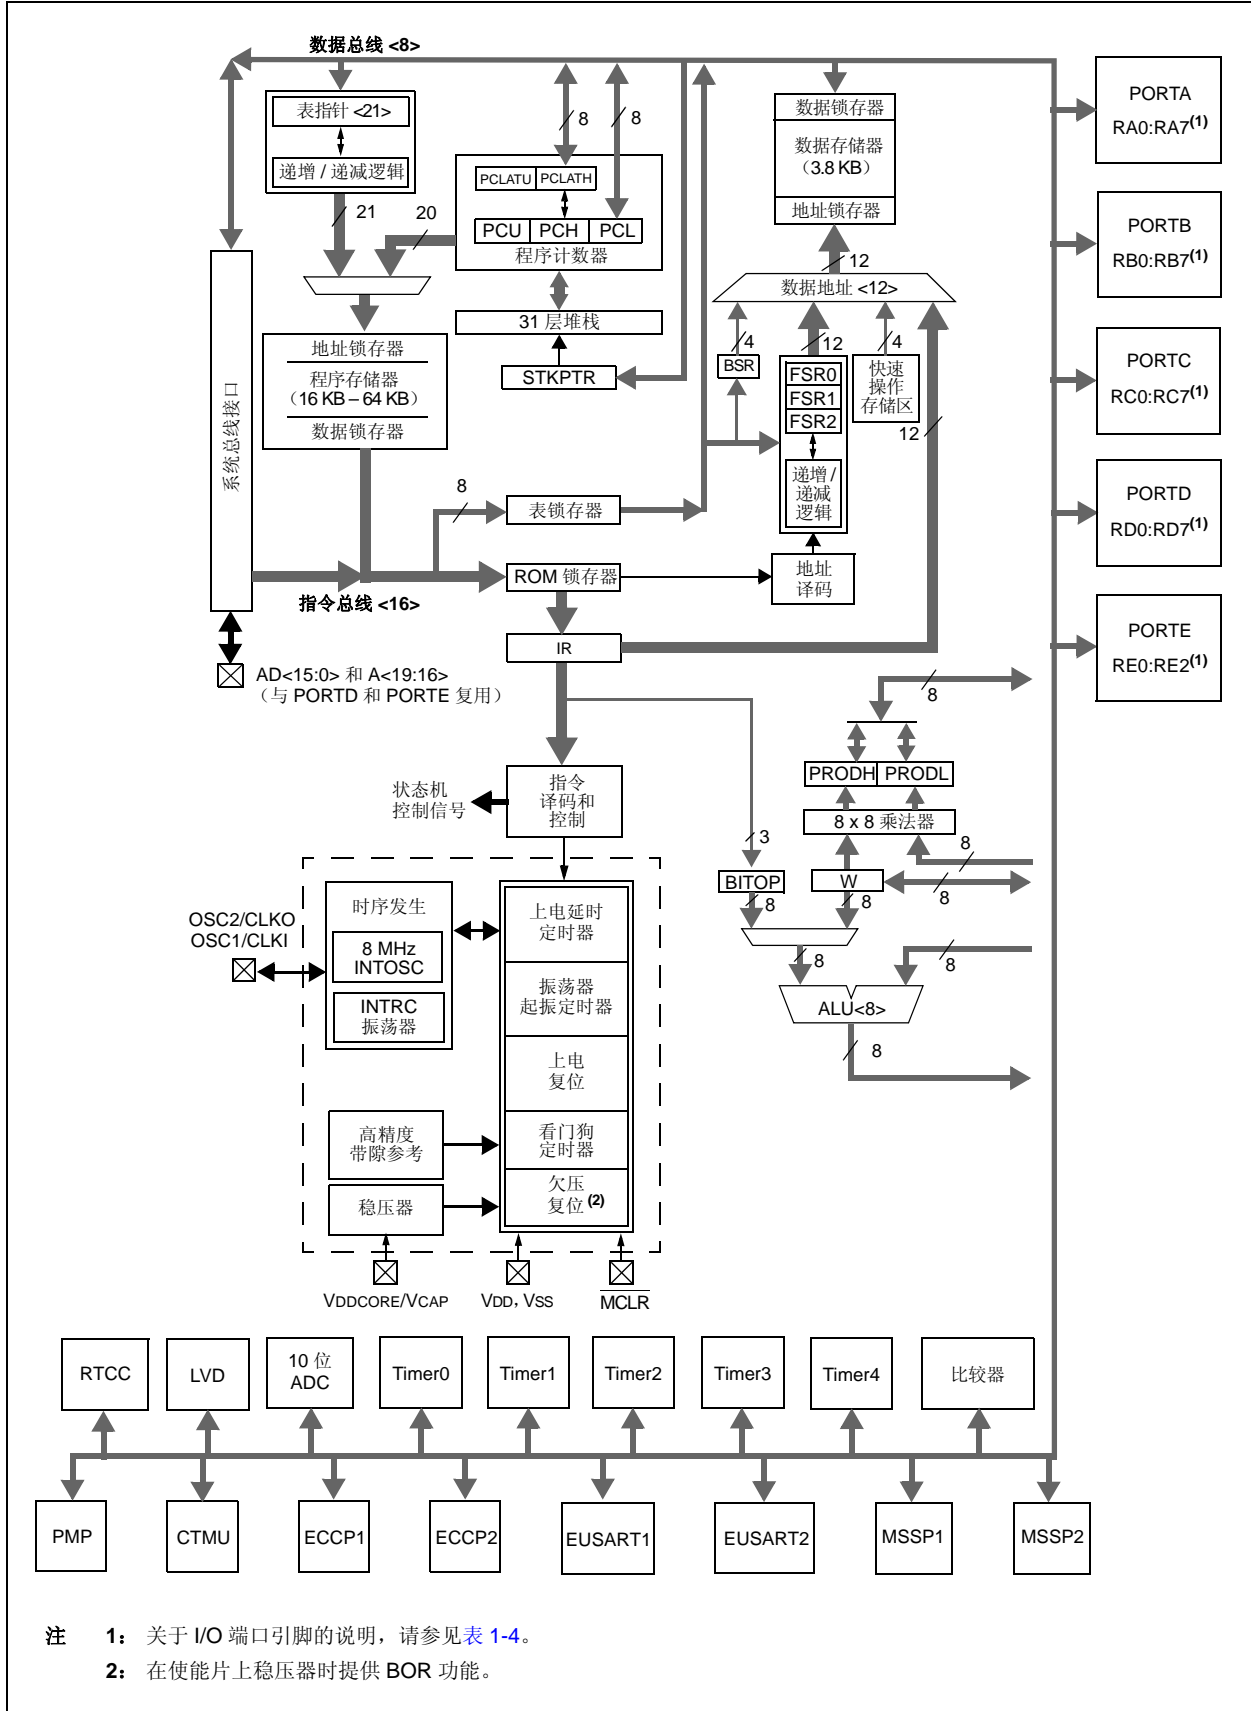 数据总线 <8>
表指针 <21>
递增 / 递减逻辑
21
20
8
8
PCLATU
PCLATH
PCU
PCH
PCL
程序计数器
31 层堆栈
STKPTR
数据锁存器
数据存储器
（3.8 KB）
地址锁存器
12
数据地址 <12>
4
12
4
BSR
FSR0
FSR1
FSR2
快速
操作
存储区
12
递增 /
递减
逻辑
地址
译码
地址锁存器
程序存储器
（16 KB – 64 KB）
数据锁存器
系统总线接口
8
表锁存器
ROM 锁存器
指令总线 <16>
IR
AD<15:0> 和 A<19:16>
（与 PORTD 和 PORTE 复用）
PORTA
RA0:RA7(1)
PORTB
RB0:RB7(1)
PORTC
RC0:RC7(1)
PORTD
RD0:RD7(1)
PORTE
RE0:RE2(1)
8
PRODH
PRODL
8 x 8 乘法器
8
3
BITOP
W
8
8
8
8
8
ALU<8>
8
状态机
控制信号
指令
译码和
控制
OSC2/CLKO
OSC1/CLKI
时序发生
8 MHz
INTOSC
INTRC
振荡器
上电延时
定时器
振荡器
起振定时器
上电
复位
看门狗
定时器
欠压
复位(2)
高精度
带隙参考
稳压器
VDDCORE/VCAP
VDD，VSS
MCLR
RTCC
LVD
10 位
ADC
Timer0
Timer1
Timer2
Timer3
Timer4
比较器
PMP
CTMU
ECCP1
ECCP2
EUSART1
EUSART2
MSSP1
MSSP2
注 1： 关于 I/O 端口引脚的说明，请参见表 1-4。
2： 在使能片上稳压器时提供 BOR 功能。